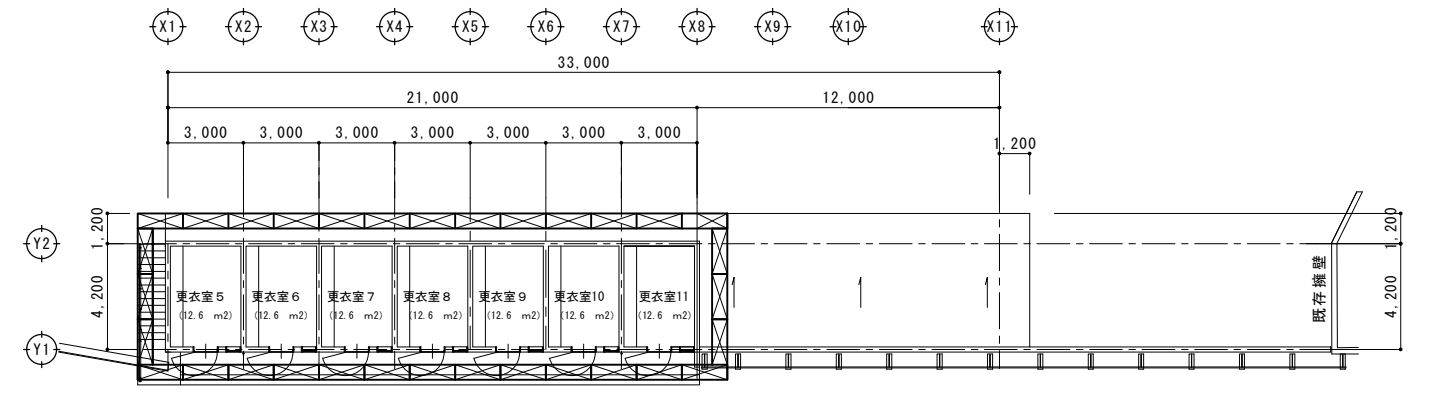 X1 X2 X3 X4 X5 X6 X7 X8 X9 X10 X11
33,000
21,000 12,000
3,000 3,000 3,000 3,000 3,000 3,000 3,000
1,200
1,200 1,200
Y2
更衣室5 更衣室6 更衣室7 更衣室8 更衣室9 更衣室10 更衣室11
(12.6 m2) (12.6 m2) (12.6 m2) (12.6 m2) (12.6 m2) (12.6 m2) (12.6 m2)
4,200 既存擁壁 4,200
Y1